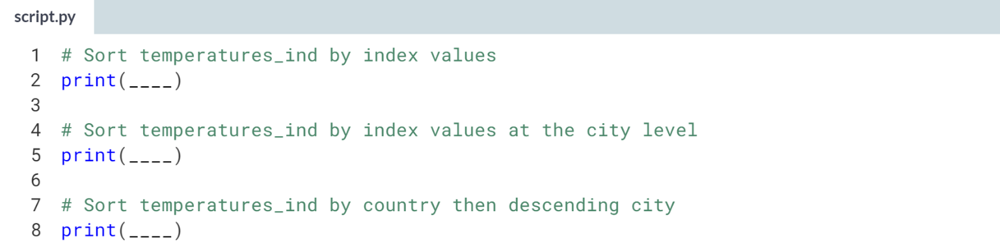 script.py
1 # Sort temperatures_ind by index values
2 print(____)
3
4 # Sort temperatures_ind by index values at the city level
5 print(____)
6
7 # Sort temperatures_ind by country then descending city
8 print(____)